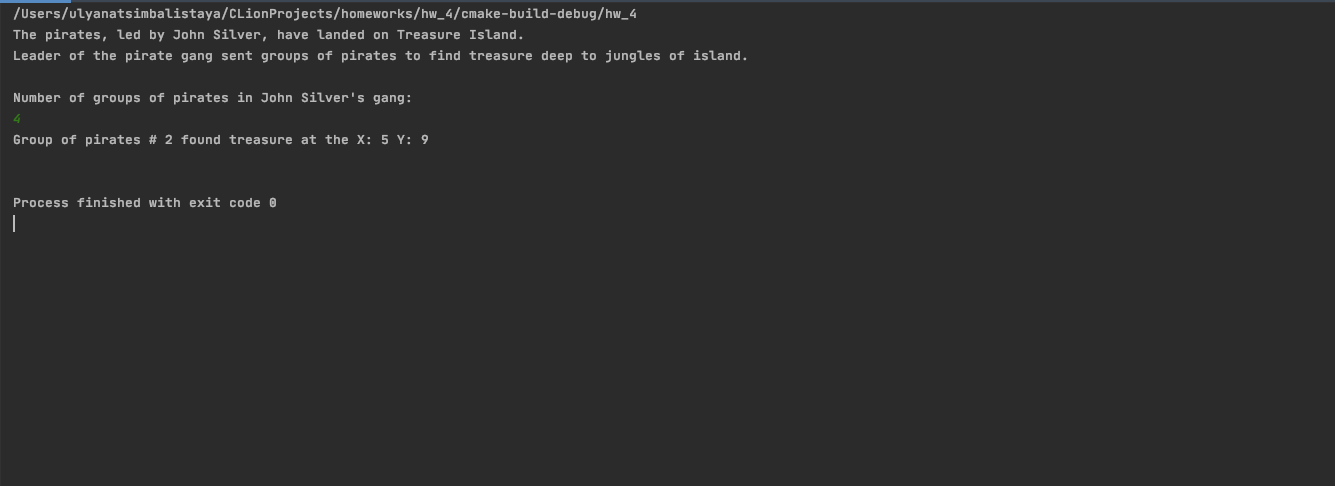 /Users/ulyanatsimbalistaya/CLionProjects/homeworks/hw_4/cmake-build-debug/hw_4
The pirates, led by John Silver, have landed on Treasure Island.
Leader of the pirate gang sent groups of pirates to find treasure deep to jungles of island.
Number of groups of pirates in John Silver's gang:
4
Group of pirates # 2 found treasure at the X: 5 Y: 9
Process finished with exit code 0